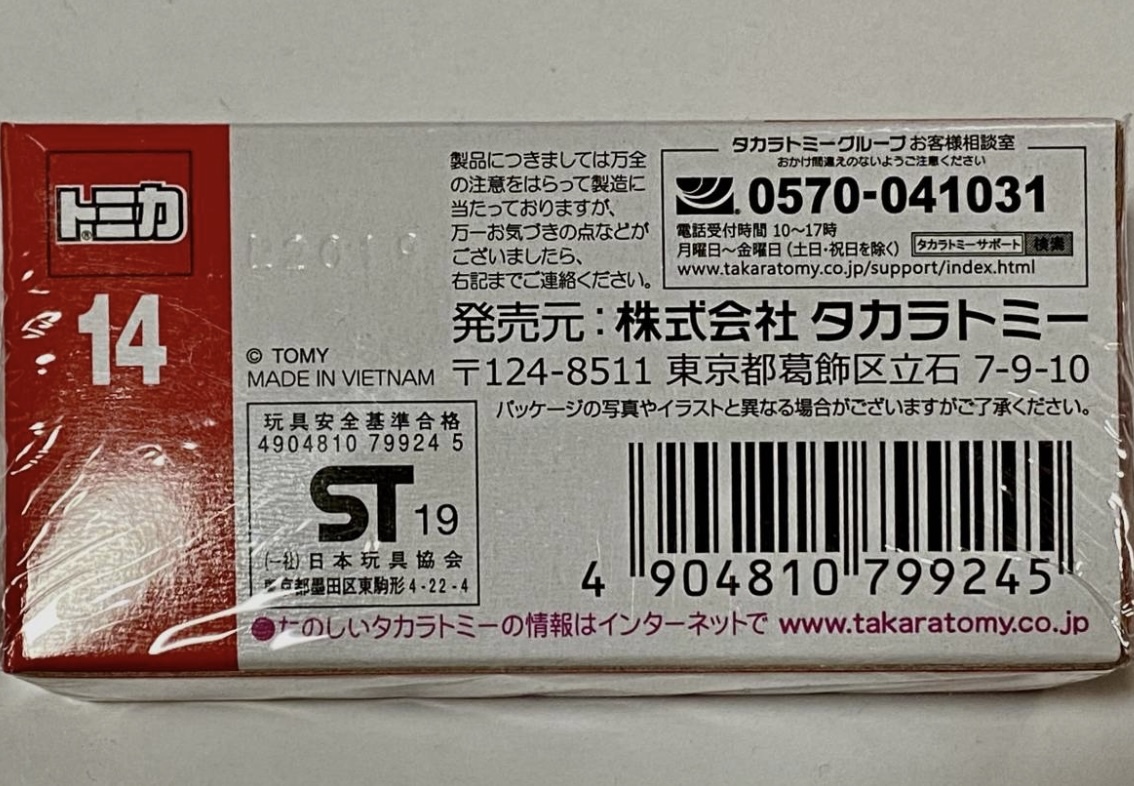 トミカ
14
© TOMY
MADE IN VIETNAM
製品につきましては万全
の注意をはらって製造に
当たっておりますが、
万一お気づきの点などが
ございましたら、
右記までご連絡ください。
タカラトミーグループ お客様相談室
おかけ間違えのないようご注意ください
0570-041031
電話受付時間 10〜17時
月曜日〜金曜日 (土日・祝日を除く)
タカラトミーサポート 検索
www.takaratomy.co.jp/support/index.html
発売元：株式会社 タカラトミー
〒124-8511 東京都葛飾区立石 7-9-10
パッケージの写真やイラストと異なる場合がございますがご了承ください。
玩具安全基準合格
4904810 79924 5
ST 19
(一社) 日本玩具協会
東京都墨田区東駒形 4-22-4
4 904810 799245
●たのしいタカラトミーの情報はインターネットで www.takaratomy.co.jp